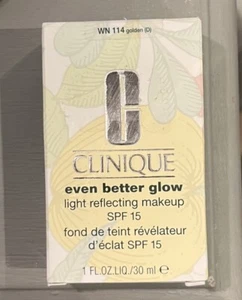 WN 114 golden (D)
CLINIQUE
even better glow
light reflecting makeup
SPF 15
fond de teint révélateur
d'éclat SPF 15
1 FL.OZ.LIQ./30 ml e